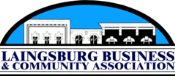 LAINGSBURG BUSINESS
& COMMUNITY ASSOCIATION